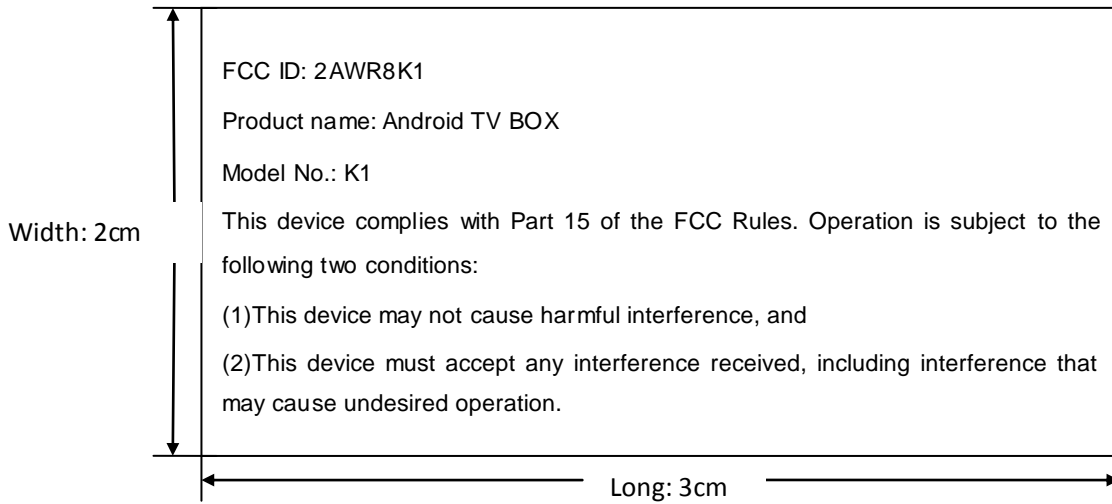 FCC ID: 2AWR8K1
Product name: Android TV BOX
Model No.: K1
Width: 2cm
This device complies with Part 15 of the FCC Rules. Operation is subject to the
following two conditions:
(1)This device may not cause harmful interference, and
(2)This device must accept any interference received, including interference that
may cause undesired operation.
Long: 3cm